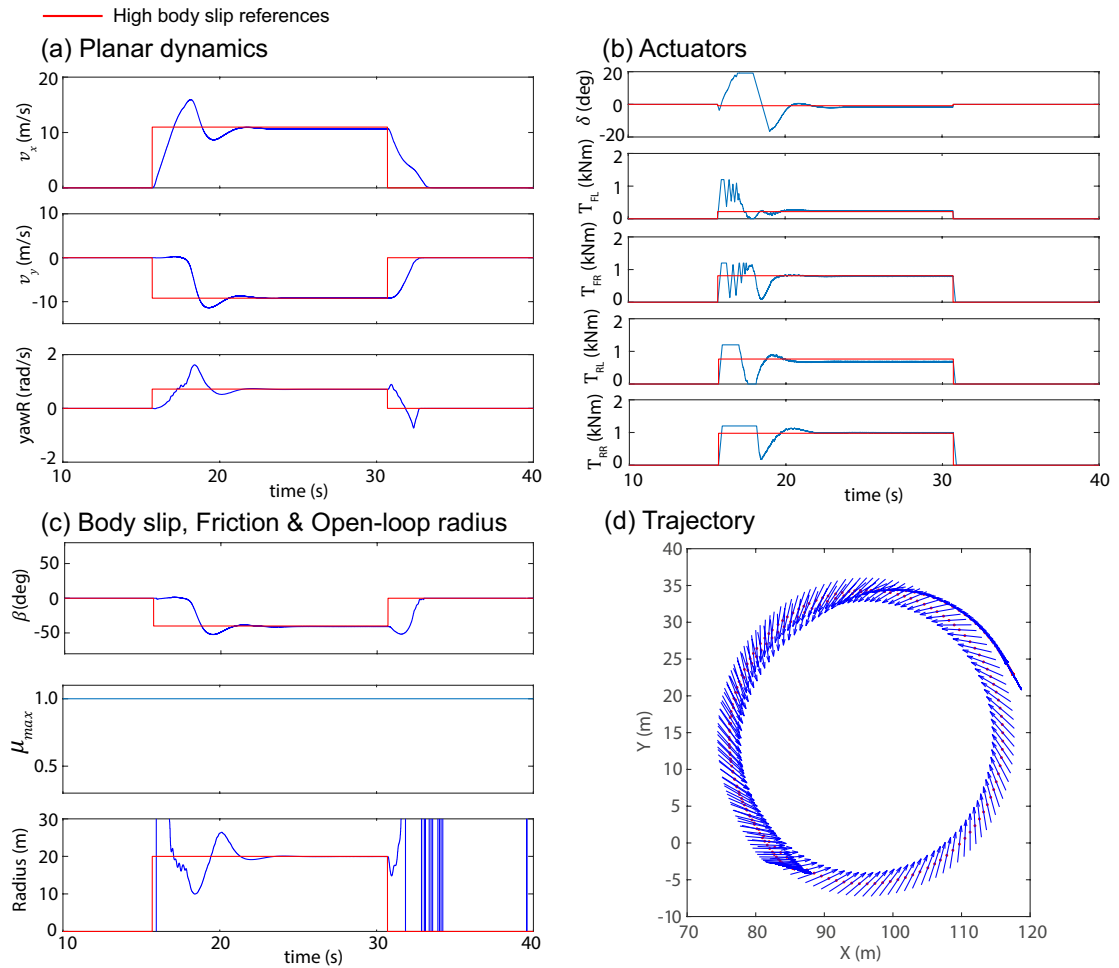 High body slip references
(a) Planar dynamics
20
10
0
v_x (m/s)
10
0
-10
v_y (m/s)
2
0
-2
yawR (rad/s)
10 20 30 40
time (s)
(b) Actuators
20
0
-20
δ (deg)
2
1
0
T_FL (kNm)
2
1
0
T_FR (kNm)
2
1
0
T_RL (kNm)
2
1
0
T_RR (kNm)
10 20 30 40
time (s)
(c) Body slip, Friction & Open-loop radius
50
0
-50
β(deg)
1.0
0.5
μ_max
30
20
10
0
Radius (m)
10 20 30 40
(d) Trajectory
40
35
30
25
20
15
10
5
0
-5
-10
Y (m)
70 80 90 100 110 120
X (m)